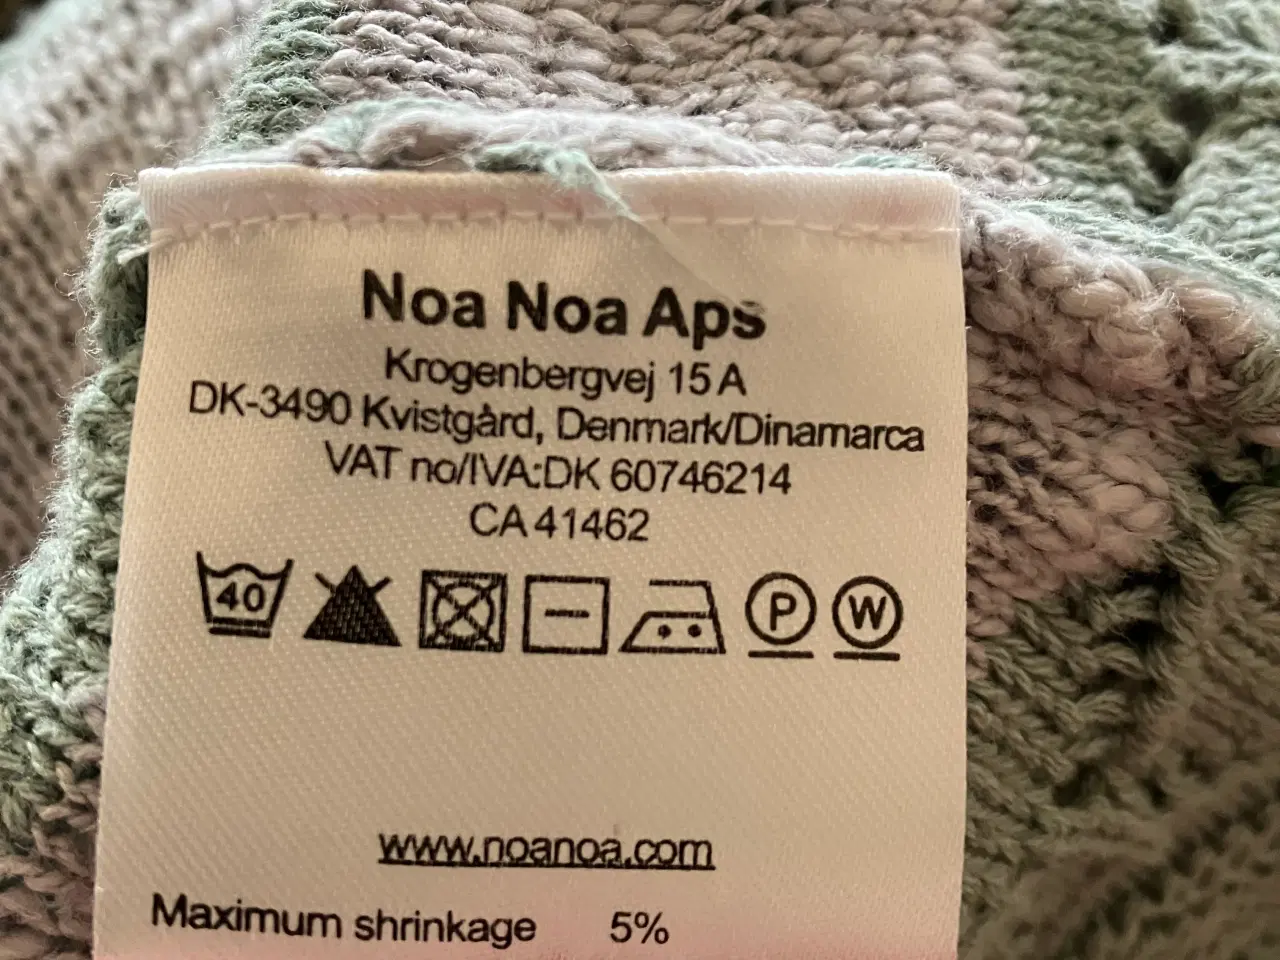 Noa Noa Aps
Krogenbergvej 15 A
DK-3490 Kvistgård, Denmark/Dinamarca
VAT no/IVA:DK 60746214
CA 41462
40 P W
www.noanoa.com
Maximum shrinkage 5%